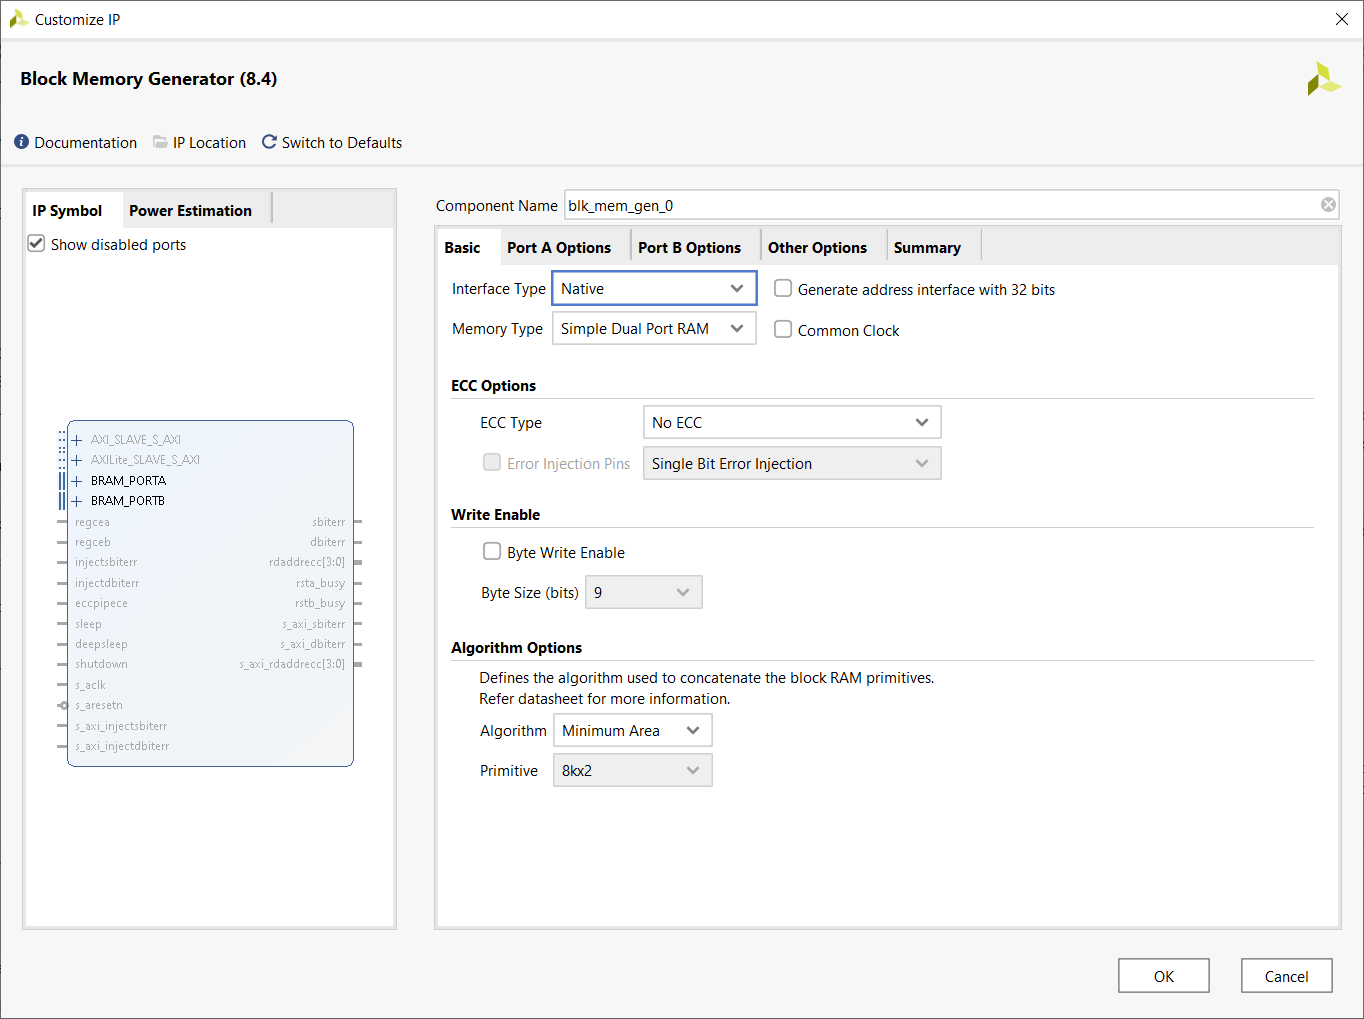 Customize IP
Block Memory Generator (8.4)
Documentation IP Location Switch to Defaults
IP Symbol Power Estimation
Show disabled ports
AXI_SLAVE_S_AXI
AXILite_SLAVE_S_AXI
BRAM_PORTA
BRAM_PORTB
regcea sbiterr
regceb dbiterr
injectsbiterr rdaddrecc[3:0]
injectdbiterr rsta_busy
eccpipece rstb_busy
sleep s_axi_sbiterr
deepsleep s_axi_dbiterr
shutdown s_axi_rdaddrecc[3:0]
s_aclk
s_aresetn
s_axi_injectsbiterr
s_axi_injectdbiterr
Component Name blk_mem_gen_0
Basic Port A Options Port B Options Other Options Summary
Interface Type Native Generate address interface with 32 bits
Memory Type Simple Dual Port RAM Common Clock
ECC Options
ECC Type No ECC
Error Injection Pins Single Bit Error Injection
Write Enable
Byte Write Enable
Byte Size (bits) 9
Algorithm Options
Defines the algorithm used to concatenate the block RAM primitives.
Refer datasheet for more information.
Algorithm Minimum Area
Primitive 8kx2
OK Cancel